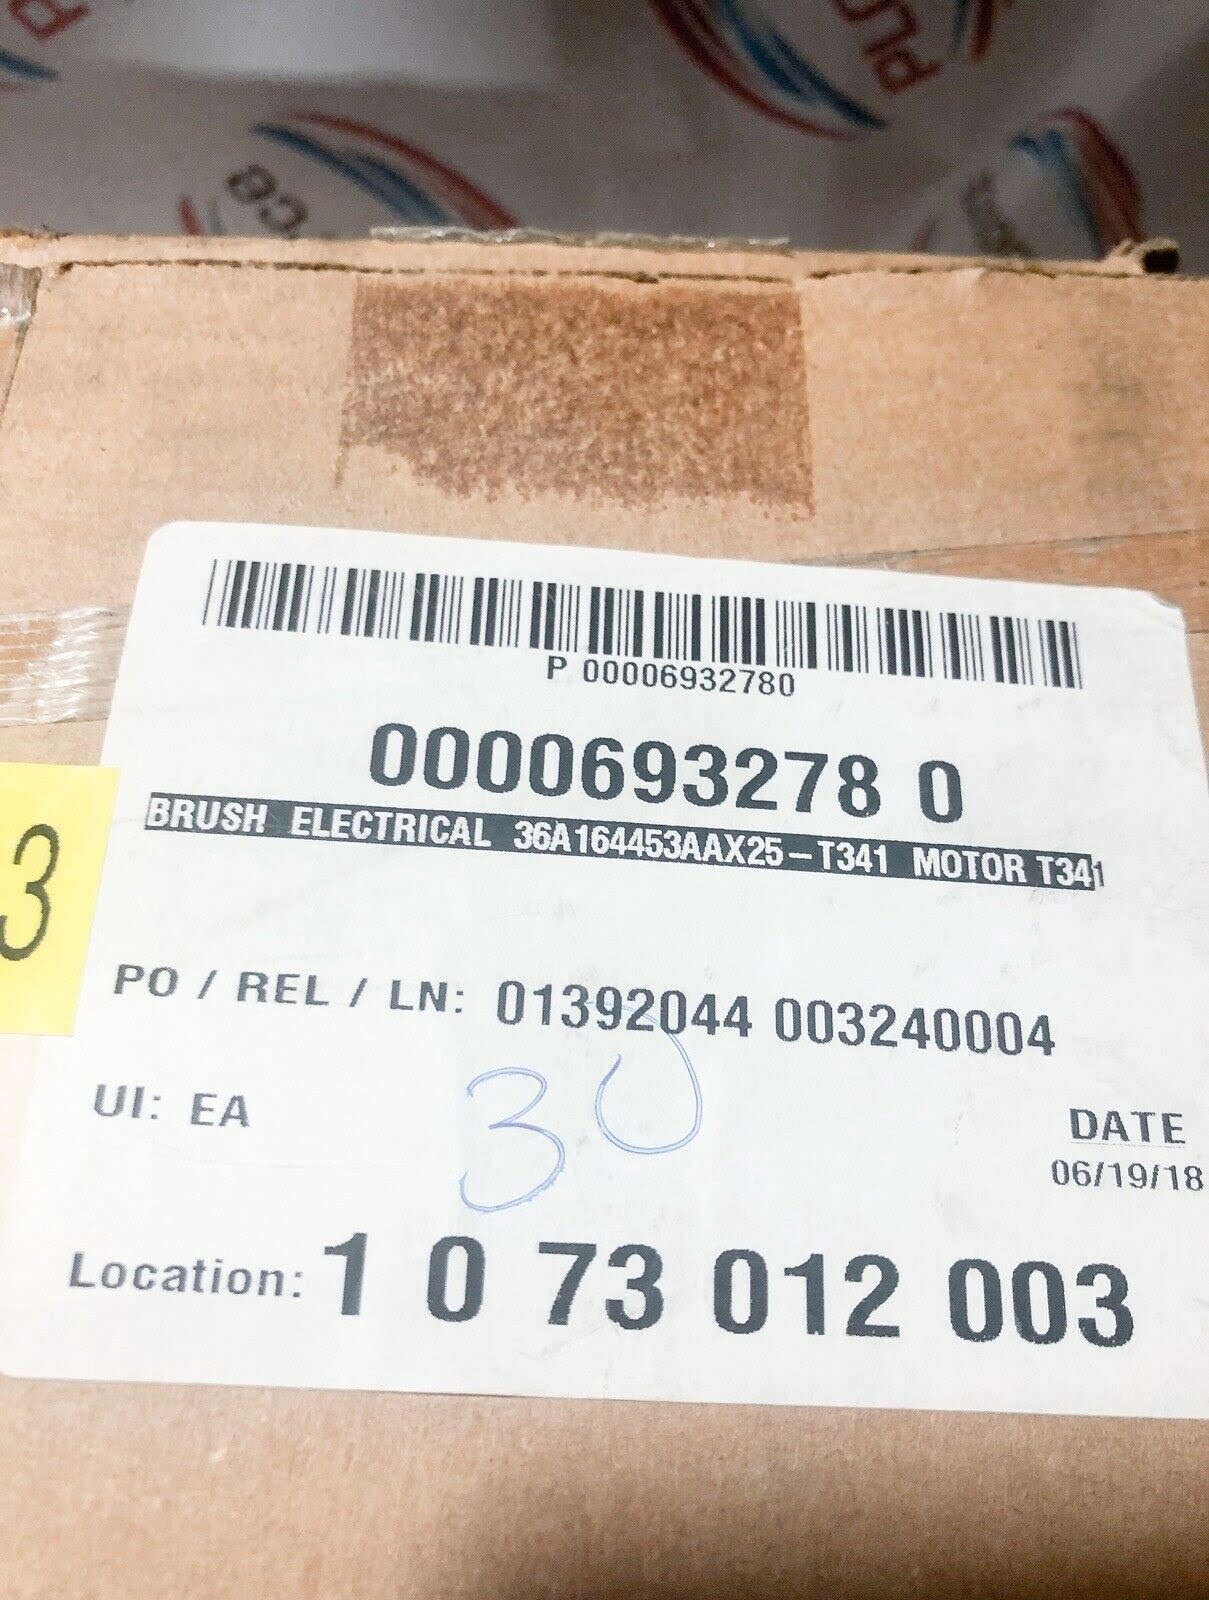 P 00006932780
0000693278 0
BRUSH ELECTRICAL 36A164453AAX25-T341 MOTOR T341
3
PO / REL / LN: 01392044 003240004
30
UI: EA
DATE
06/19/18
Location: 1 0 73 012 003